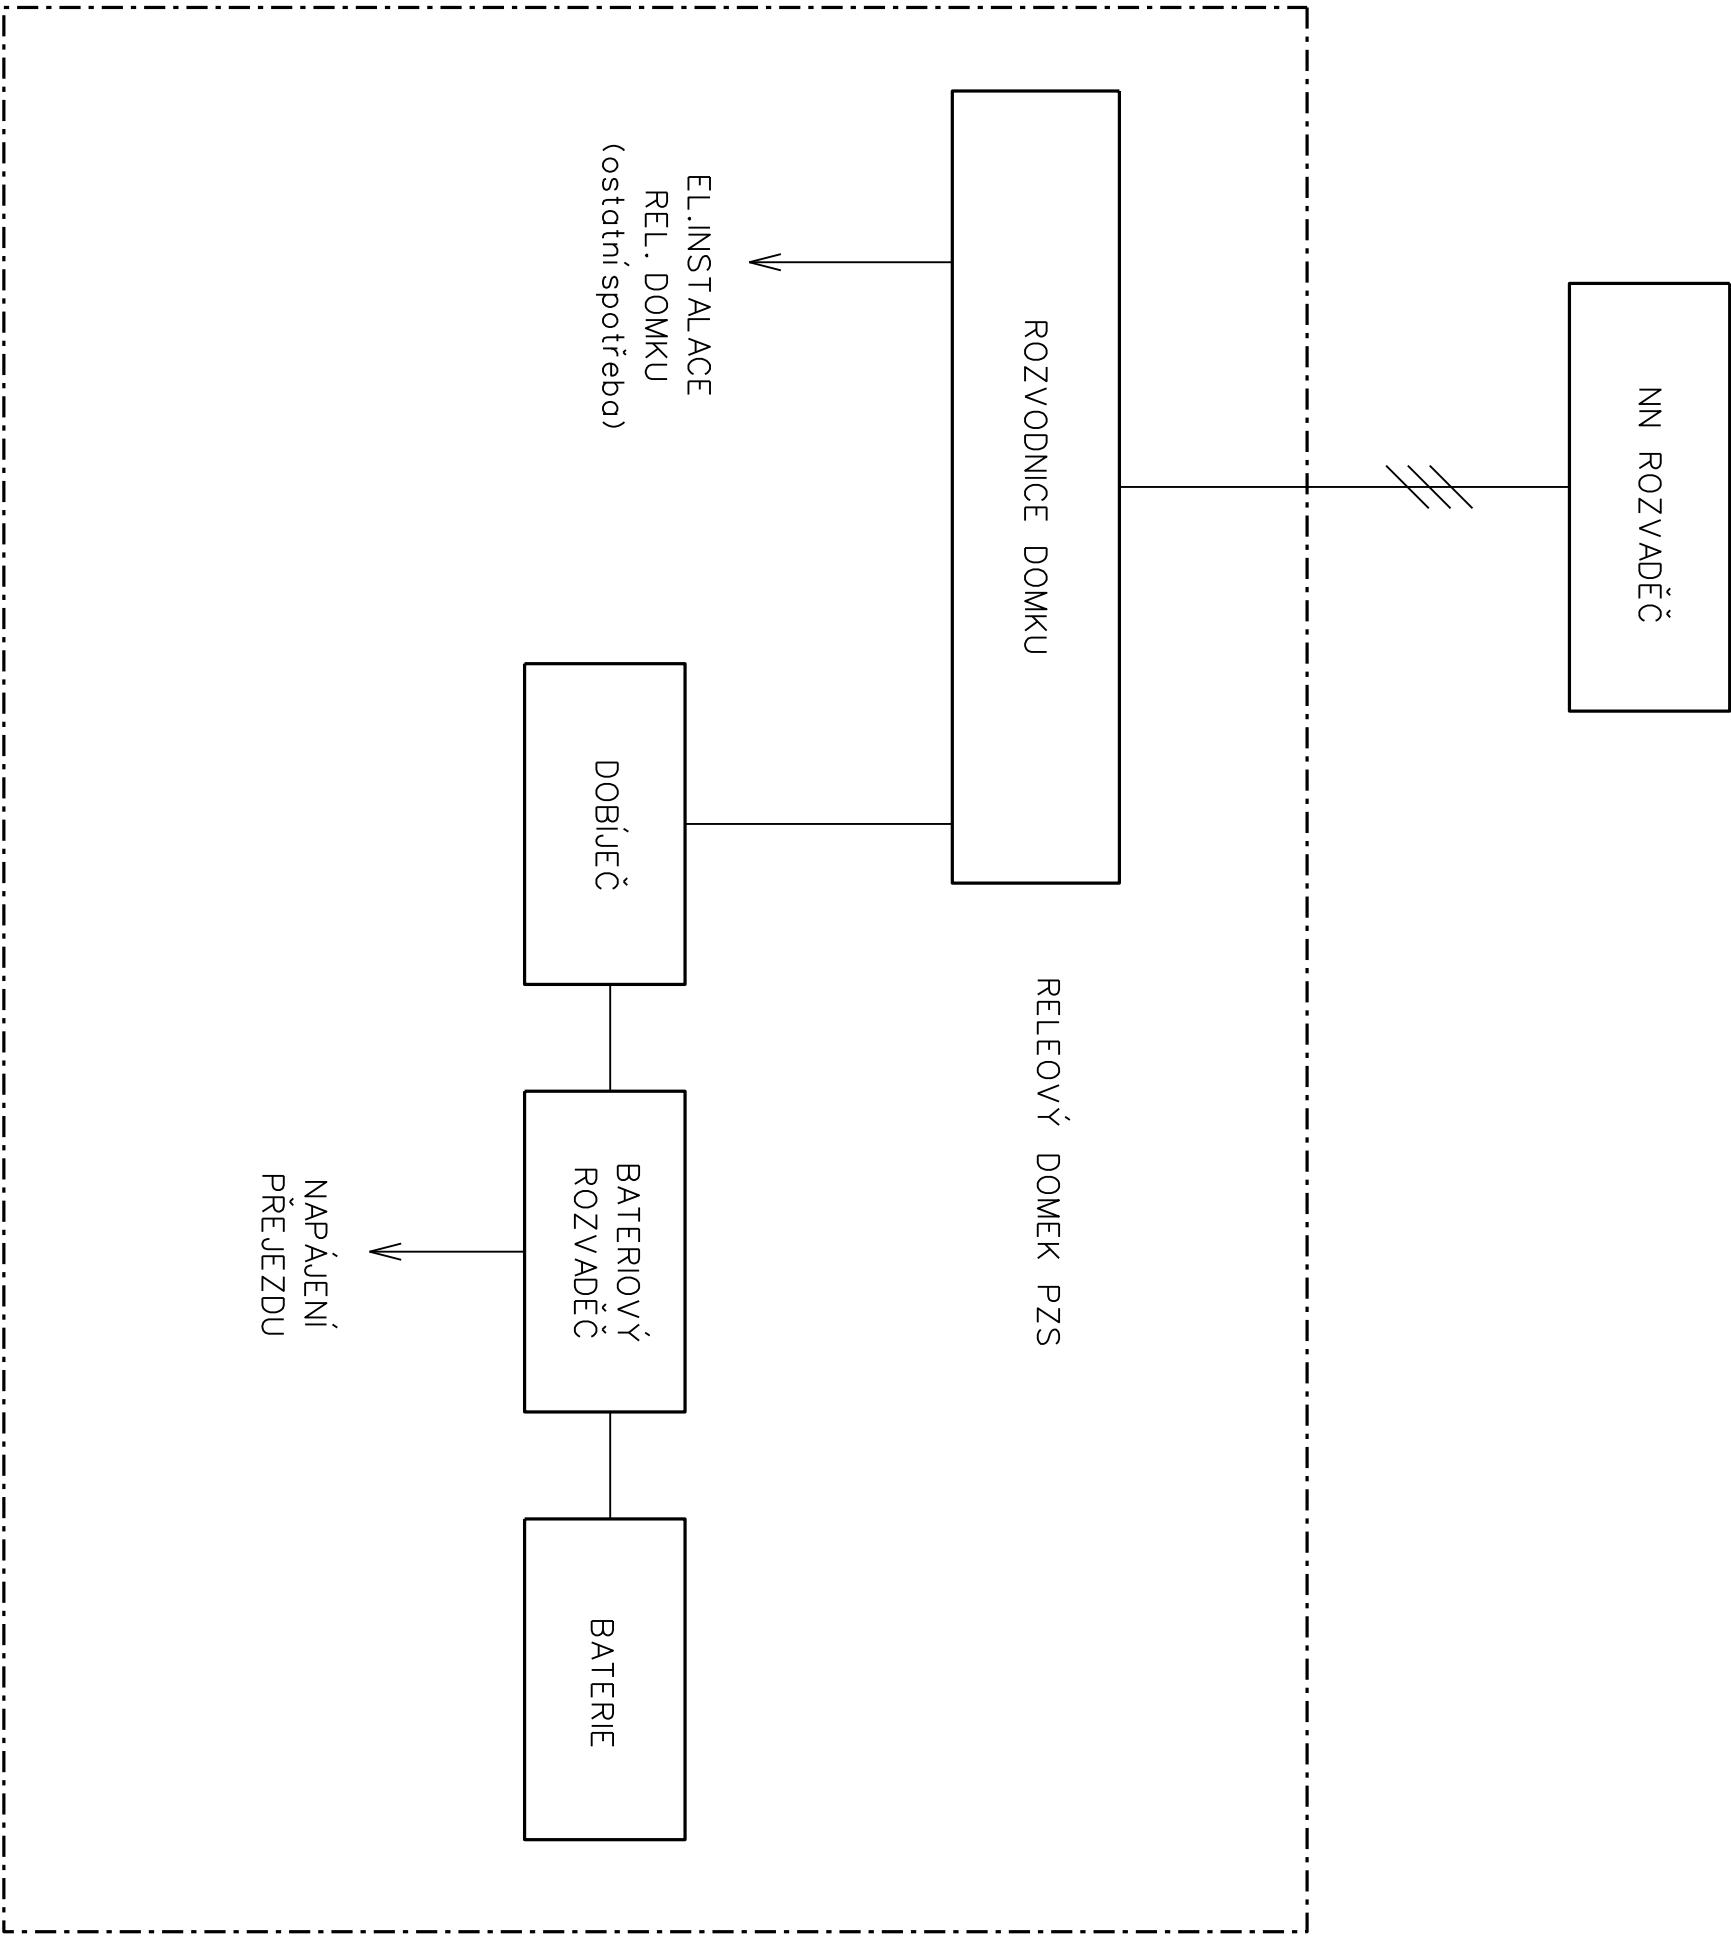 NN ROZVADĚČ
ROZVODNICE DOMKU
RELEOVÝ DOMEK PZS
EL.INSTALACE
REL. DOMKU
(ostatní spotřeba)
DOBÍJEČ
BATERIOVÝ
ROZVADĚČ
BATERIE
NAPÁJENÍ
PŘEJEZDU